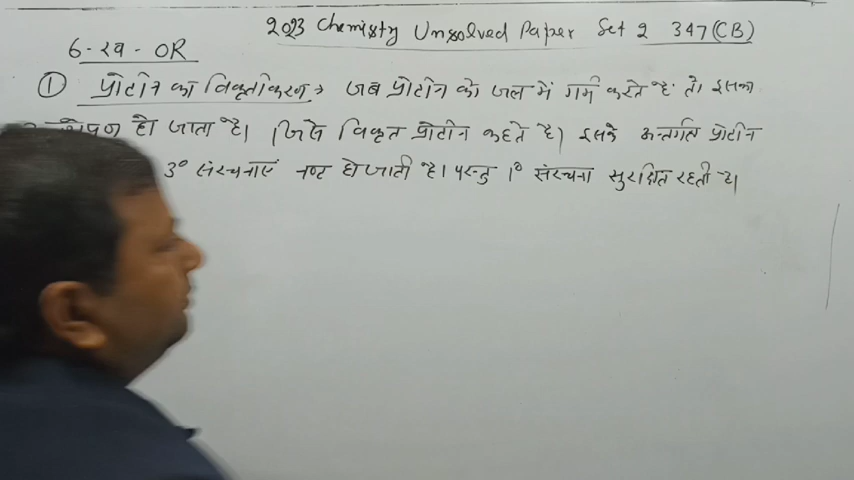 2023 Chemistry Unsolved Paper Set 2 347(CB)
6-रव-OR
① प्रोटीन का विकृतीकरण → जब प्रोटीन को जल में गर्म करते है तो इसका
हो जाता है। (जिसे विकृत प्रोटीन कहते है) इसके अन्तर्गत प्रोटीन
3° संरचनाएं नष्ट हो जाती है। परन्तु 1° संरचना सुरक्षित रहती है।